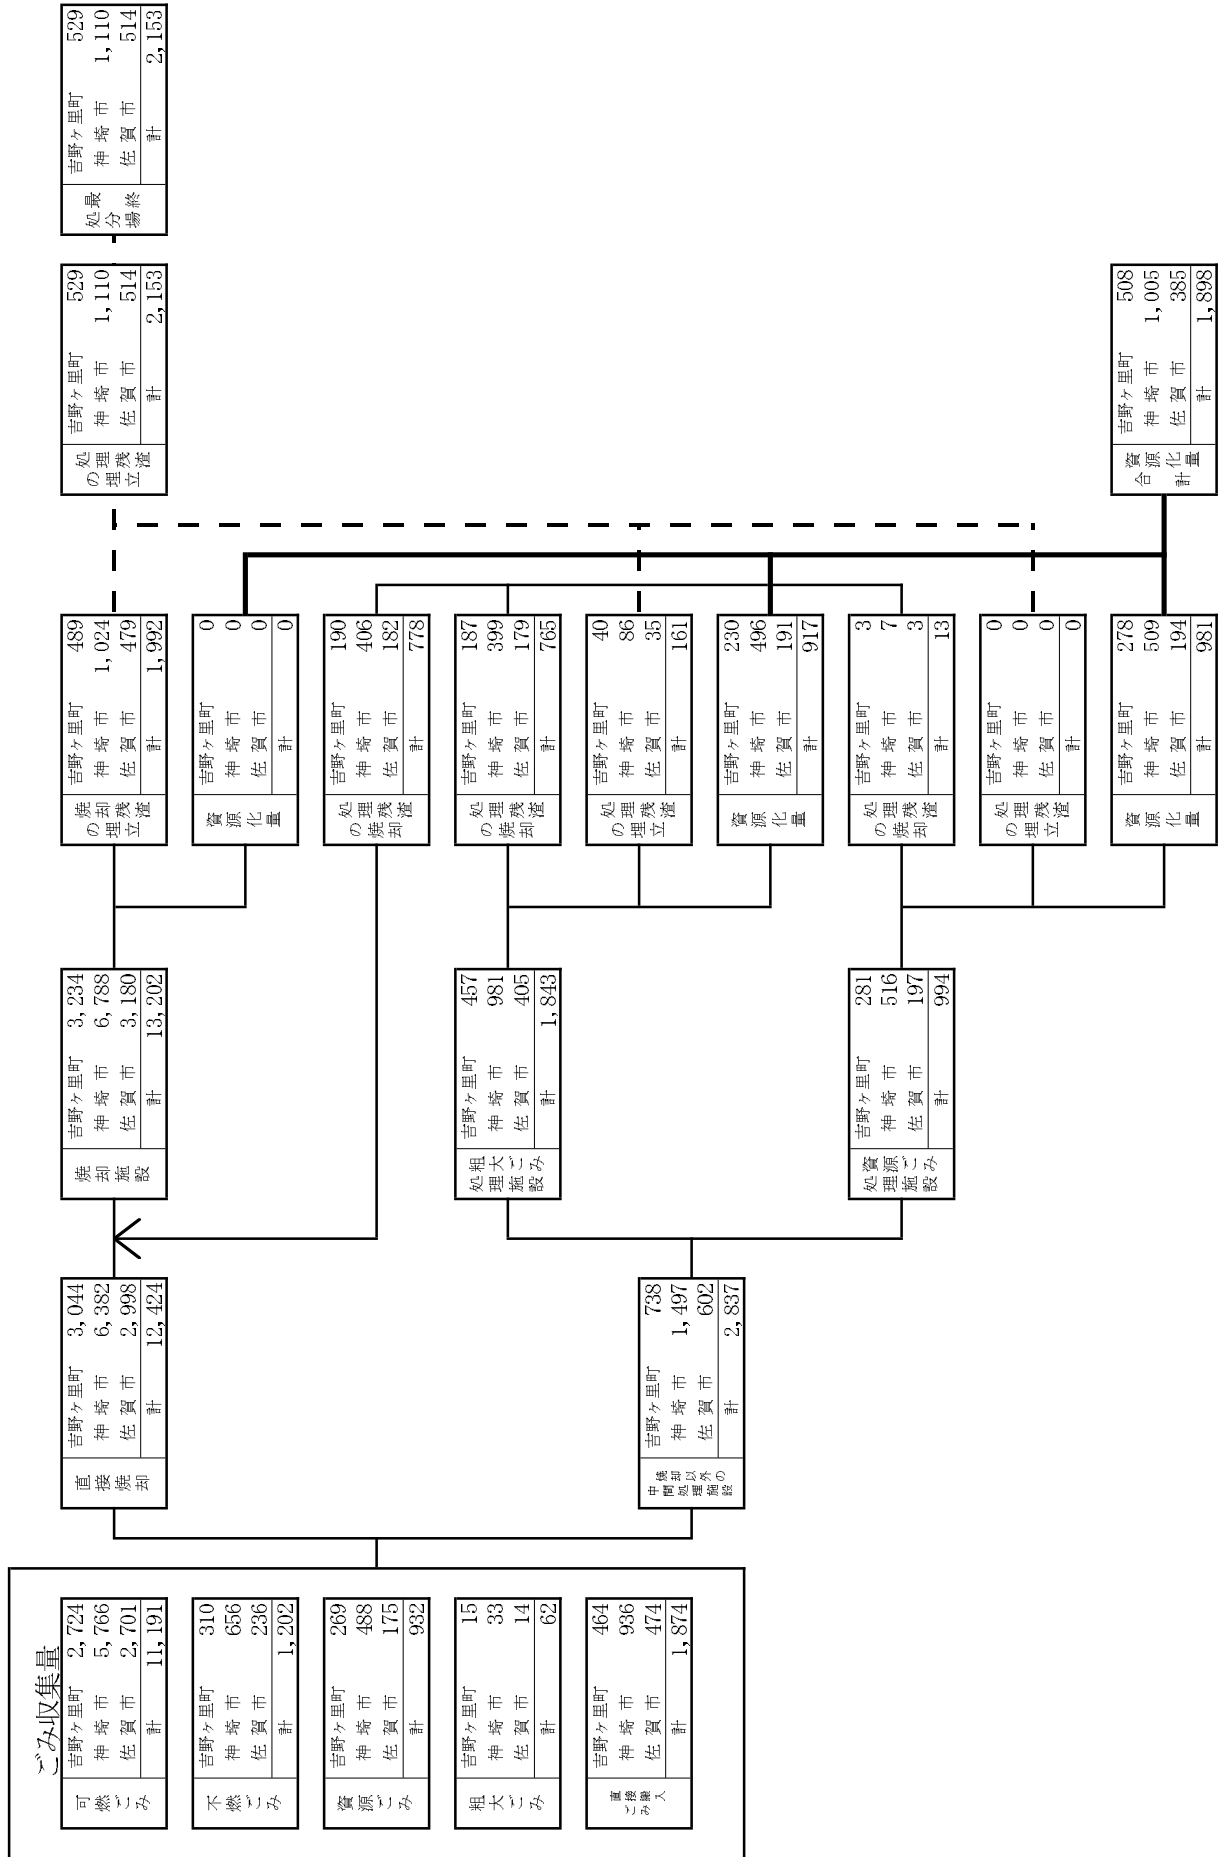 ごみ収集量
可燃ごみ
吉野ヶ里町 2,724
神埼市 5,766
佐賀市 2,701
計 11,191
不燃ごみ
吉野ヶ里町 310
神埼市 656
佐賀市 236
計 1,202
資源ごみ
吉野ヶ里町 269
神埼市 488
佐賀市 175
計 932
粗大ごみ
吉野ヶ里町 15
神埼市 33
佐賀市 14
計 62
直接搬入
ごみ
吉野ヶ里町 464
神埼市 936
佐賀市 474
計 1,874
直接焼却
吉野ヶ里町 3,044
神埼市 6,382
佐賀市 2,998
計 12,424
焼却以外の
中間処理施設
吉野ヶ里町 738
神埼市 1,497
佐賀市 602
計 2,837
焼却施設
吉野ヶ里町 3,234
神埼市 6,788
佐賀市 3,180
計 13,202
粗大ごみ
処理施設
吉野ヶ里町 457
神埼市 981
佐賀市 405
計 1,843
資源ごみ
処理施設
吉野ヶ里町 281
神埼市 516
佐賀市 197
計 994
焼却残渣
の埋立
吉野ヶ里町 489
神埼市 1,024
佐賀市 479
計 1,992
資源化量
吉野ヶ里町 0
神埼市 0
佐賀市 0
計 0
処理残渣
の焼却
吉野ヶ里町 190
神埼市 406
佐賀市 182
計 778
処理残渣
の焼却
吉野ヶ里町 187
神埼市 399
佐賀市 179
計 765
処理残渣
の埋立
吉野ヶ里町 40
神埼市 86
佐賀市 35
計 161
資源化量
吉野ヶ里町 230
神埼市 496
佐賀市 191
計 917
処理残渣
の焼却
吉野ヶ里町 3
神埼市 7
佐賀市 3
計 13
処理残渣
の埋立
吉野ヶ里町 0
神埼市 0
佐賀市 0
計 0
資源化量
吉野ヶ里町 278
神埼市 509
佐賀市 194
計 981
処理残渣
の埋立
吉野ヶ里町 529
神埼市 1,110
佐賀市 514
計 2,153
資源化量
合計
吉野ヶ里町 508
神埼市 1,005
佐賀市 385
計 1,898
最終
処分場
吉野ヶ里町 529
神埼市 1,110
佐賀市 514
計 2,153